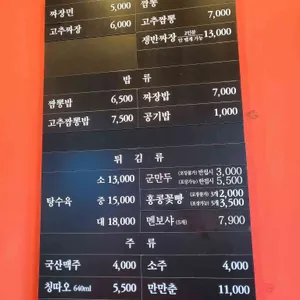 짜장면 5,000 짬뽕
고추짜장 6,000 고추짬뽕 7,000
쟁반짜장 13,000
밥 류
짬뽕밥 6,500 짜장밥 7,000
고추짬뽕밥 7,500 공기밥 1,000
튀 김 류
소 13,000 군만두 3,000
5,500
탕수육 중 15,000 홍콩꽃빵 2개 2,000
3개 3,500
대 18,000 멘보샤 7,900
주 류
국산맥주 4,000 소주 4,000
칭따오 640ml 5,500 만만춘 11,000